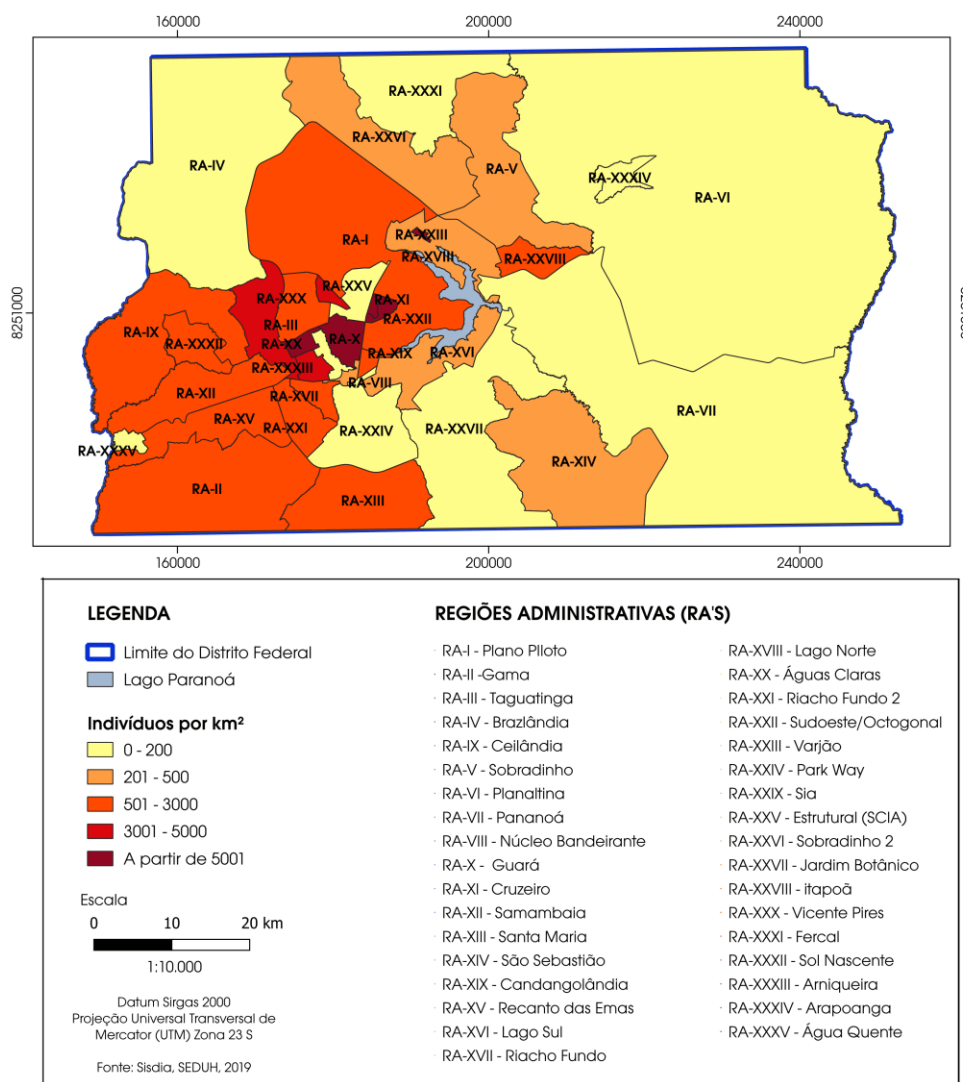 160000
200000
240000
8251000
8251000
RA-XXXI
RA-XXVI
RA-IV
RA-V
RA-XXXIV
RA-VI
RA-XXIII
RA-I
RA-XVIII
RA-XXVIII
RA-XXV
RA-XXX
RA-XI
RA-III
RA-XXII
RA-IX
RA-XXXII
RA-XX
RA-X
RA-XIX
RA-XVI
RA-XXXIII
RA-VIII
RA-XII
RA-XVII
RA-VII
RA-XV
RA-XXI
RA-XXIV
RA-XXVII
RA-XXXV
RA-XIV
RA-II
RA-XIII
160000
200000
240000
LEGENDA
Limite do Distrito Federal
Lago Paranoá
Indivíduos por km²
0 - 200
201 - 500
501 - 3000
3001 - 5000
A partir de 5001
Escala
0 10 20 km
1:10.000
Datum Sirgas 2000
Projeção Universal Transversal de
Mercator (UTM) Zona 23 S
Fonte: Sisdia, SEDUH, 2019
REGIÕES ADMINISTRATIVAS (RA'S)
RA-I - Plano PIloto
RA-II -Gama
RA-III - Taguatinga
RA-IV - Brazlândia
RA-IX - Ceilândia
RA-V - Sobradinho
RA-VI - Planaltina
RA-VII - Pananoá
RA-VIII - Núcleo Bandeirante
RA-X - Guará
RA-XI - Cruzeiro
RA-XII - Samambaia
RA-XIII - Santa Maria
RA-XIV - São Sebastião
RA-XIX - Candangolândia
RA-XV - Recanto das Emas
RA-XVI - Lago Sul
RA-XVII - Riacho Fundo
RA-XVIII - Lago Norte
RA-XX - Águas Claras
RA-XXI - Riacho Fundo 2
RA-XXII - Sudoeste/Octogonal
RA-XXIII - Varjão
RA-XXIV - Park Way
RA-XXIX - Sia
RA-XXV - Estrutural (SCIA)
RA-XXVI - Sobradinho 2
RA-XXVII - Jardim Botânico
RA-XXVIII - itapoã
RA-XXX - Vicente Pires
RA-XXXI - Fercal
RA-XXXII - Sol Nascente
RA-XXXIII - Arniqueira
RA-XXXIV - Arapoanga
RA-XXXV - Água Quente